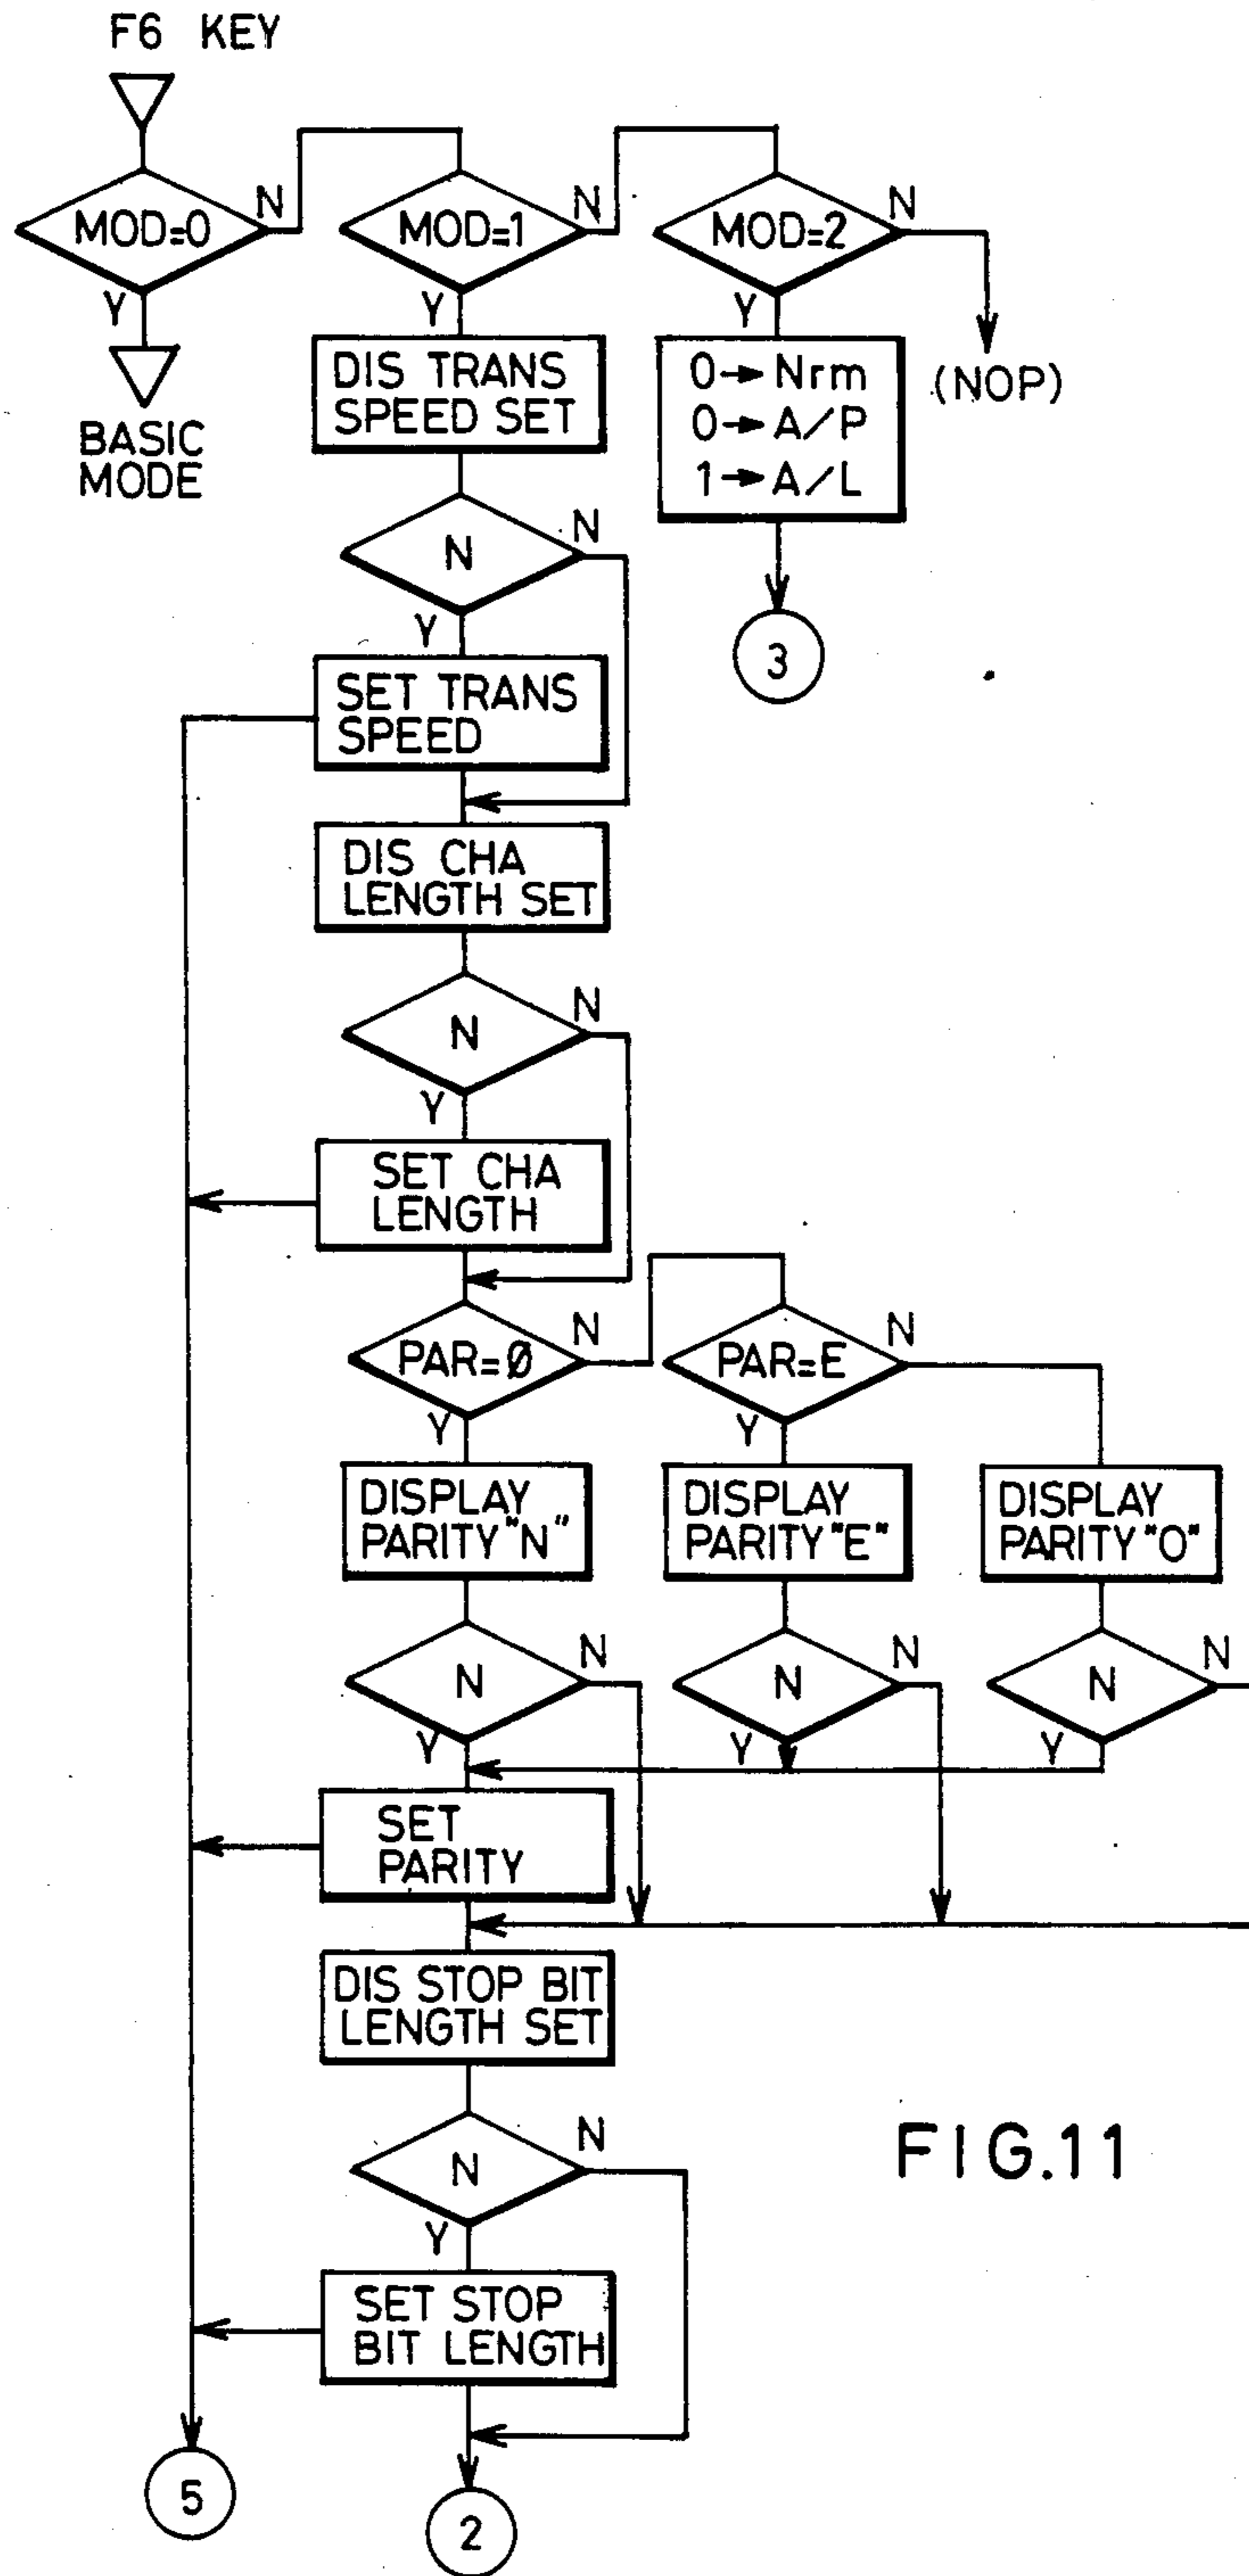 F6 KEY
MOD=0
N
Y
BASIC
MODE
MOD=1
N
Y
MOD=2
N
Y
(NOP)
0→Nrm
0→A/P
1→A/L
3
DIS TRANS
SPEED SET
N
N
Y
SET TRANS
SPEED
DIS CHA
LENGTH SET
N
N
Y
SET CHA
LENGTH
PAR=Ø
N
Y
PAR=E
N
Y
DISPLAY
PARITY"N"
DISPLAY
PARITY"E"
DISPLAY
PARITY"O"
N
N
Y
N
N
Y
N
N
Y
SET
PARITY
DIS STOP BIT
LENGTH SET
N
N
Y
SET STOP
BIT LENGTH
5
2
FIG.11